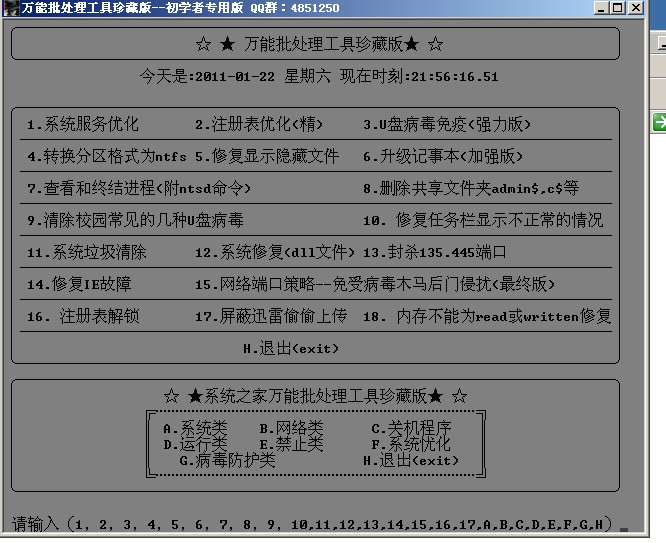 万能批处理工具珍藏版--初学者专用版 QQ群：4851250
☆ ★ 万能批处理工具珍藏版★ ☆
今天是:2011-01-22 星期六 现在时刻:21:56:16.51
1.系统服务优化 2.注册表优化(精) 3.U盘病毒免疫(强力版)
4.转换分区格式为ntfs 5.修复显示隐藏文件 6.升级记事本(加强版)
7.查看和终结进程(附ntsd命令) 8.删除共享文件夹admin$,c$等
9.清除校园常见的几种U盘病毒 10. 修复任务栏显示不正常的情况
11.系统垃圾清除 12.系统修复(dll文件) 13.封杀135.445端口
14.修复IE故障 15.网络端口策略--免受病毒木马后门侵扰(最终版)
16. 注册表解锁 17.屏蔽迅雷偷偷上传 18. 内存不能为read或written修复
H.退出(exit)
☆ ★系统之家万能批处理工具珍藏版★ ☆
A.系统类 B.网络类 C.关机程序
D.运行类 E.禁止类 F.系统优化
G.病毒防护类 H.退出(exit)
请输入（1, 2, 3, 4, 5, 6, 7, 8, 9, 10,11,12,13,14,15,16,17,A,B,C,D,E,F,G,H）